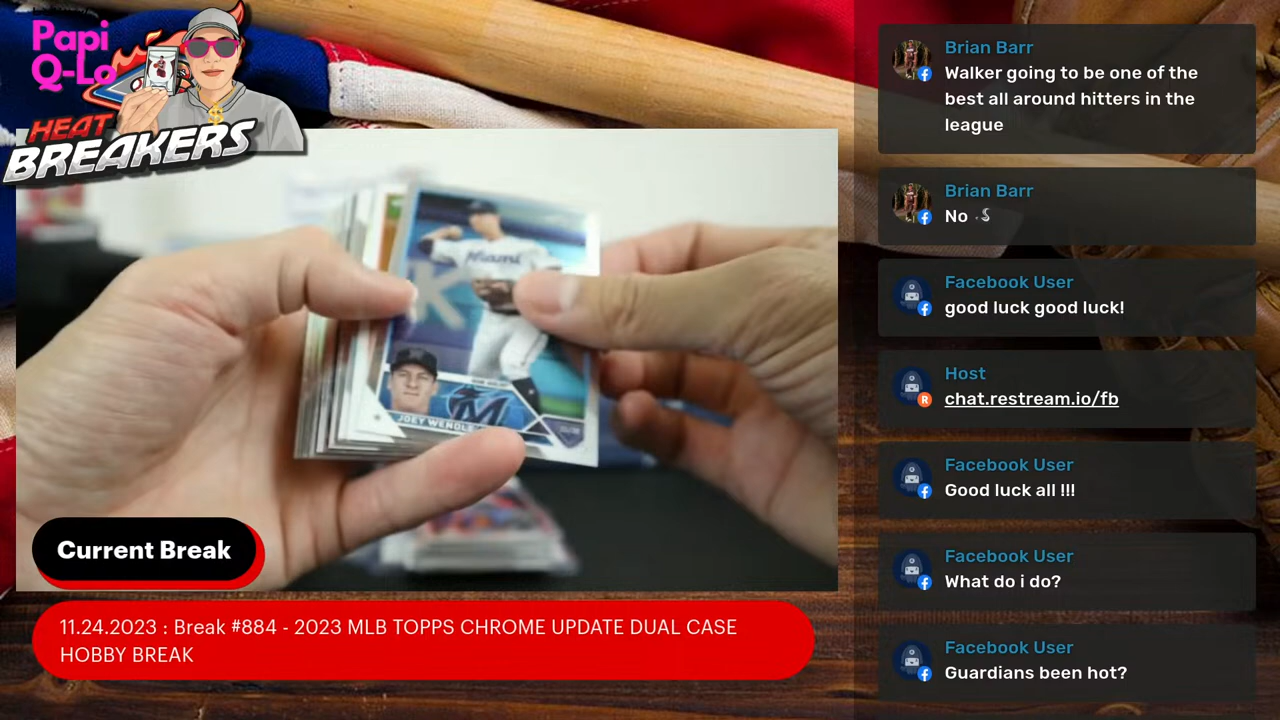 Papi
Q-Lo
HEAT
BREAKERS
Miami
K
JOEY WENDLE
M
Current Break
11.24.2023 : Break #884 - 2023 MLB TOPPS CHROME UPDATE DUAL CASE
HOBBY BREAK
Brian Barr
Walker going to be one of the
best all around hitters in the
league
Brian Barr
No
Facebook User
good luck good luck!
Host
chat.restream.io/fb
Facebook User
Good luck all !!!
Facebook User
What do i do?
Facebook User
Guardians been hot?